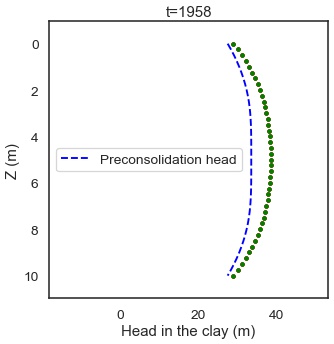 t=1958
0
2
4
Preconsolidation head
6
8
10
Z (m)
0 20 40
Head in the clay (m)